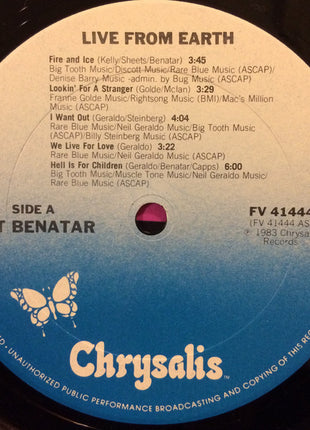 LIVE FROM EARTH
Fire and Ice (Kelly/Sheets/Benatar) 3:45
Big Tooth Music/Discott Music/Rare Blue Music (ASCAP)/
Denise Barry Music -admin. by Bug Music (ASCAP)
Lookin' For A Stranger (Golde/McIan) 3:29
Franne Golde Music/Rightsong Music (BMI)/Mac's Million
Music (ASCAP)
I Want Out (Geraldo/Steinberg) 4:04
Rare Blue Music/Neil Geraldo Music/Big Tooth Music
(ASCAP)/Billy Steinberg Music (ASCAP)
We Live For Love (Geraldo) 3:22
Rare Blue Music/Neil Geraldo Music (ASCAP)
Hell Is For Children (Geraldo/Benatar/Capps) 6:00
Big Tooth Music/Muscle Tone Music/Neil Geraldo Music/
Rare Blue Music (ASCAP)
SIDE A
T BENATAR
FV 41444
(FV 41444 AS
℗ 1983 Chrysa
Records
Chrysalis™
D - UNAUTHORIZED PUBLIC PERFORMANCE BROADCASTING AND COPYING OF THIS REC